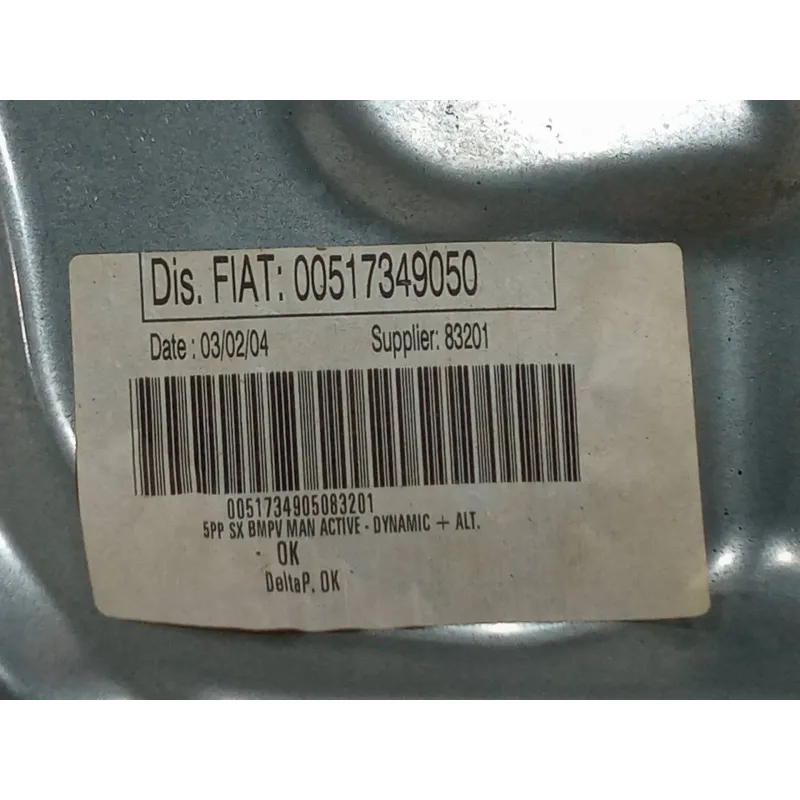 Dis. FIAT: 00517349050
Date : 03/02/04 Supplier: 83201
0051734905083201
5PP SX BMPV MAN ACTIVE - DYNAMIC + ALT.
- OK
DeltaP. OK